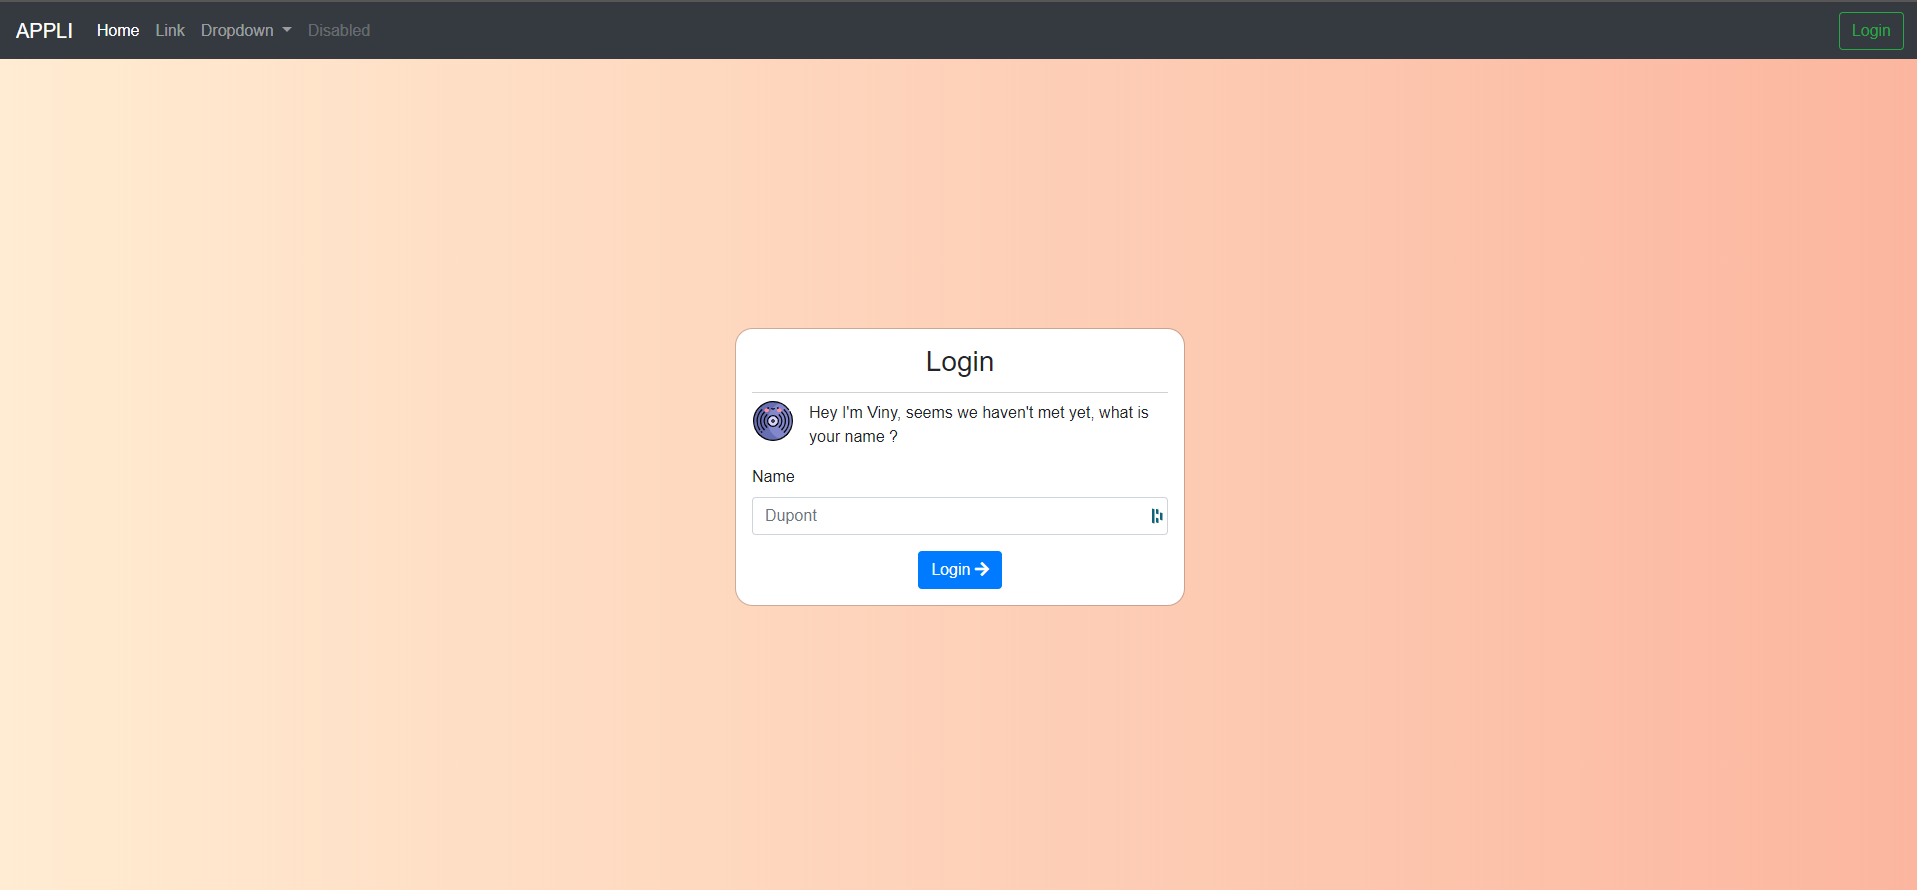 APPLI Home Link Dropdown Disabled Login
Login
Hey I'm Viny, seems we haven't met yet, what is
your name ?
Name
Dupont
Login